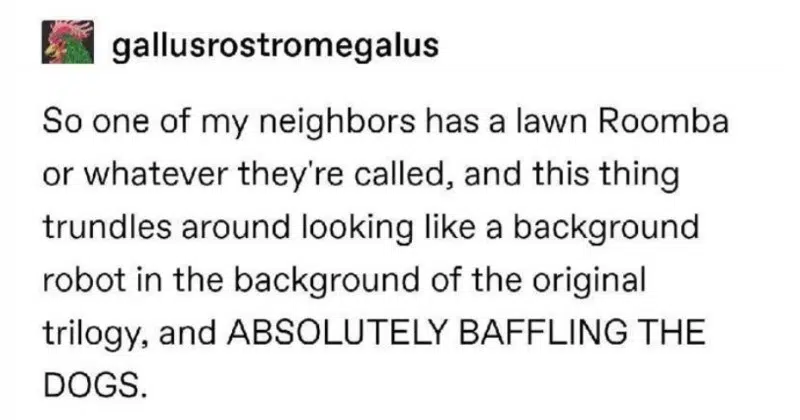 gallusrostromegalus
So one of my neighbors has a lawn Roomba
or whatever they're called, and this thing
trundles around looking like a background
robot in the background of the original
trilogy, and ABSOLUTELY BAFFLING THE
DOGS.